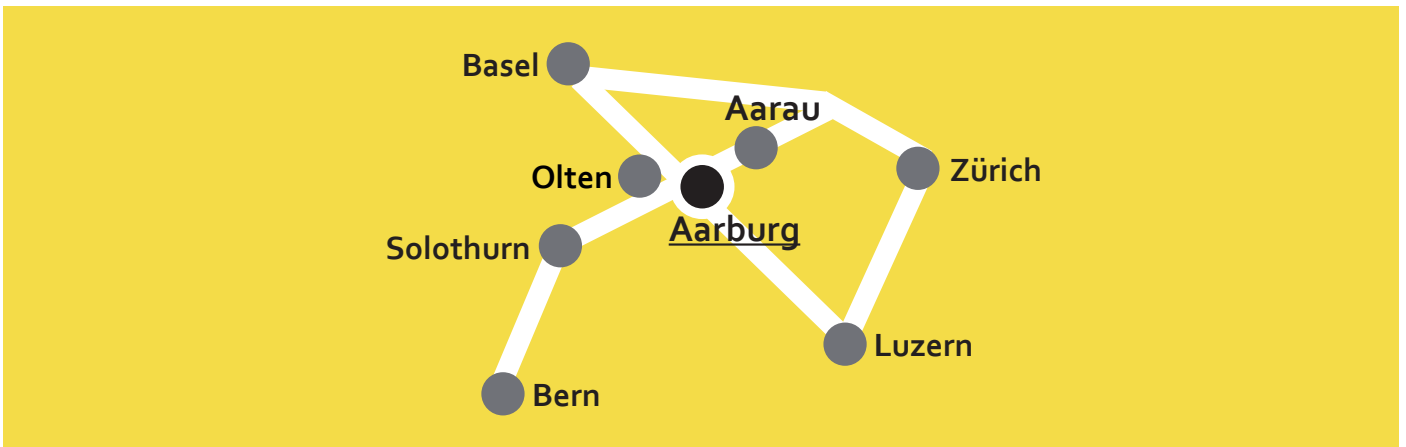 Basel
Aarau
Olten
Zürich
Aarburg
Solothurn
Luzern
Bern